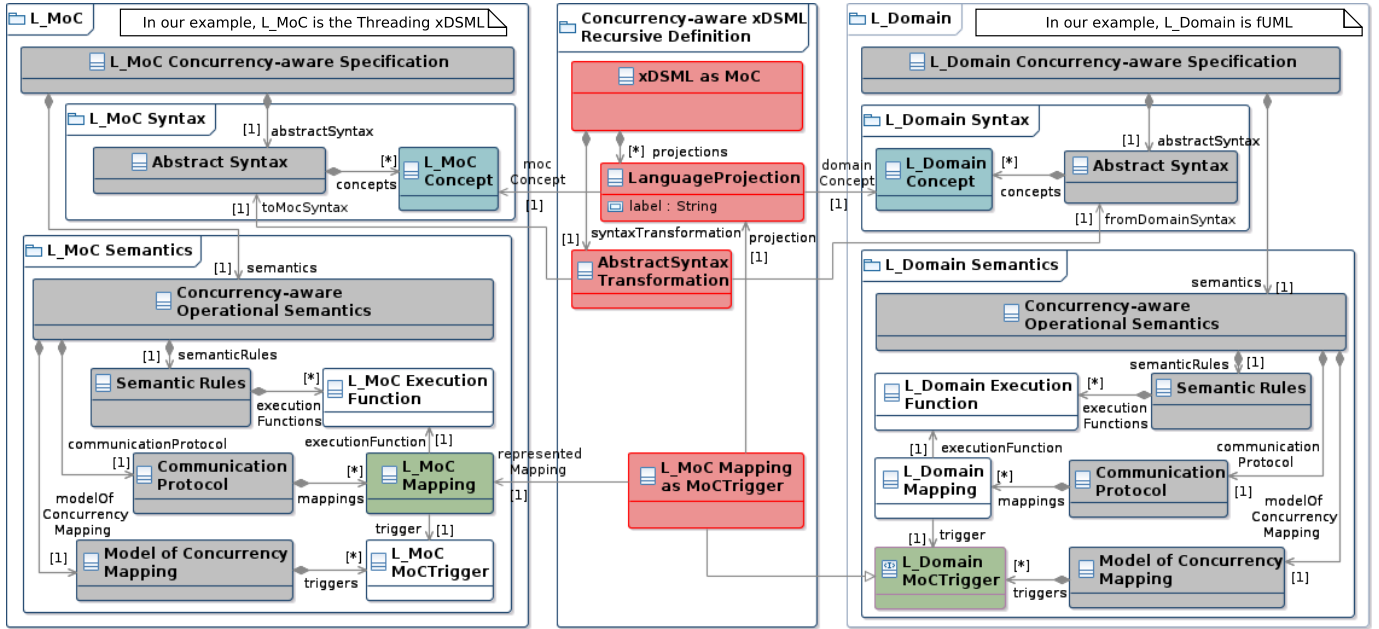 L_MoC
In our example, L_MoC is the Threading xDSML
L_MoC Concurrency-aware Specification
L_MoC Syntax
[1]
abstractSyntax
Abstract Syntax
[*]
concepts
L_MoC
Concept
[1]
toMocSyntax
L_MoC Semantics
[1]
semantics
Concurrency-aware
Operational Semantics
[1]
semanticRules
Semantic Rules
[*]
execution
Functions
L_MoC Execution
Function
executionFunction
[1]
communicationProtocol
[1]
Communication
Protocol
[*]
mappings
L_MoC
Mapping
modelOf
Concurrency
Mapping
trigger
[1]
[1]
Model of Concurrency
Mapping
[*]
triggers
L_MoC
MoCTrigger
Concurrency-aware xDSML
Recursive Definition
xDSML as MoC
[*]
projections
moc
Concept
[1]
LanguageProjection
label : String
domain
Concept
[1]
[1]
syntaxTransformation
projection
[1]
AbstractSyntax
Transformation
represented
Mapping
[1]
L_MoC Mapping
as MoCTrigger
L_Domain
In our example, L_Domain is fUML
L_Domain Concurrency-aware Specification
L_Domain Syntax
[1]
abstractSyntax
L_Domain
Concept
[*]
concepts
Abstract Syntax
[1]
fromDomainSyntax
L_Domain Semantics
semantics
[1]
Concurrency-aware
Operational Semantics
semanticRules
[1]
L_Domain Execution
Function
[*]
execution
Functions
Semantic Rules
[1]
executionFunction
communication
Protocol
L_Domain
Mapping
[*]
mappings
Communication
Protocol
[1]
modelOf
Concurrency
Mapping
[1]
trigger
L_Domain
MoCTrigger
[*]
triggers
Model of Concurrency
Mapping
[1]